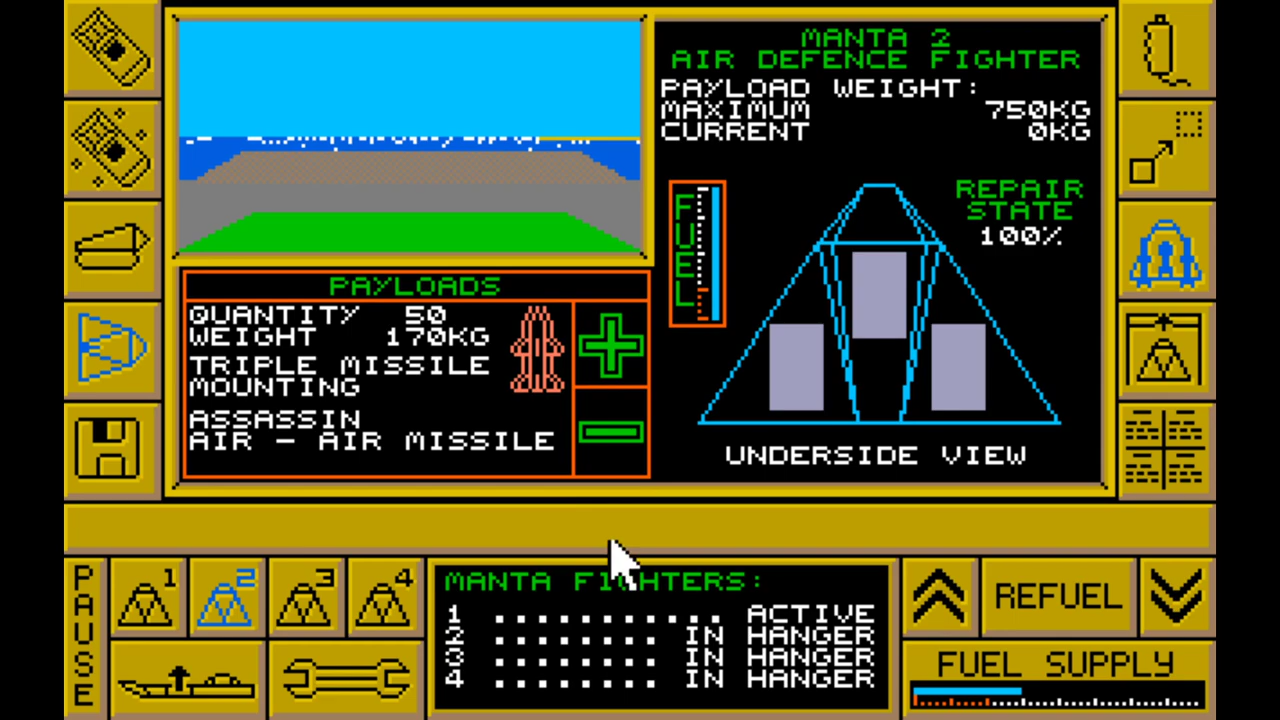 MANTA 2
AIR DEFENCE FIGHTER
PAYLOAD WEIGHT:
MAXIMUM 750KG
CURRENT 0KG
FUEL
REPAIR
STATE
100%
UNDERSIDE VIEW
PAYLOADS
QUANTITY 50
WEIGHT 170KG
TRIPLE MISSILE
MOUNTING
ASSASSIN
AIR - AIR MISSILE
PAUSE
1
2
3
4
MANTA FIGHTERS:
1 ........... ACTIVE
2 ........ IN HANGER
3 ........ IN HANGER
4 ........ IN HANGER
REFUEL
FUEL SUPPLY